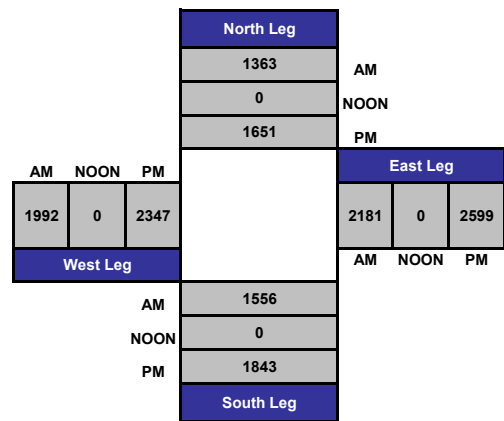 North Leg
1363 AM
0 NOON
1651 PM
AM NOON PM East Leg
1992 0 2347 2181 0 2599
West Leg AM NOON PM
AM 1556
NOON 0
PM 1843
South Leg